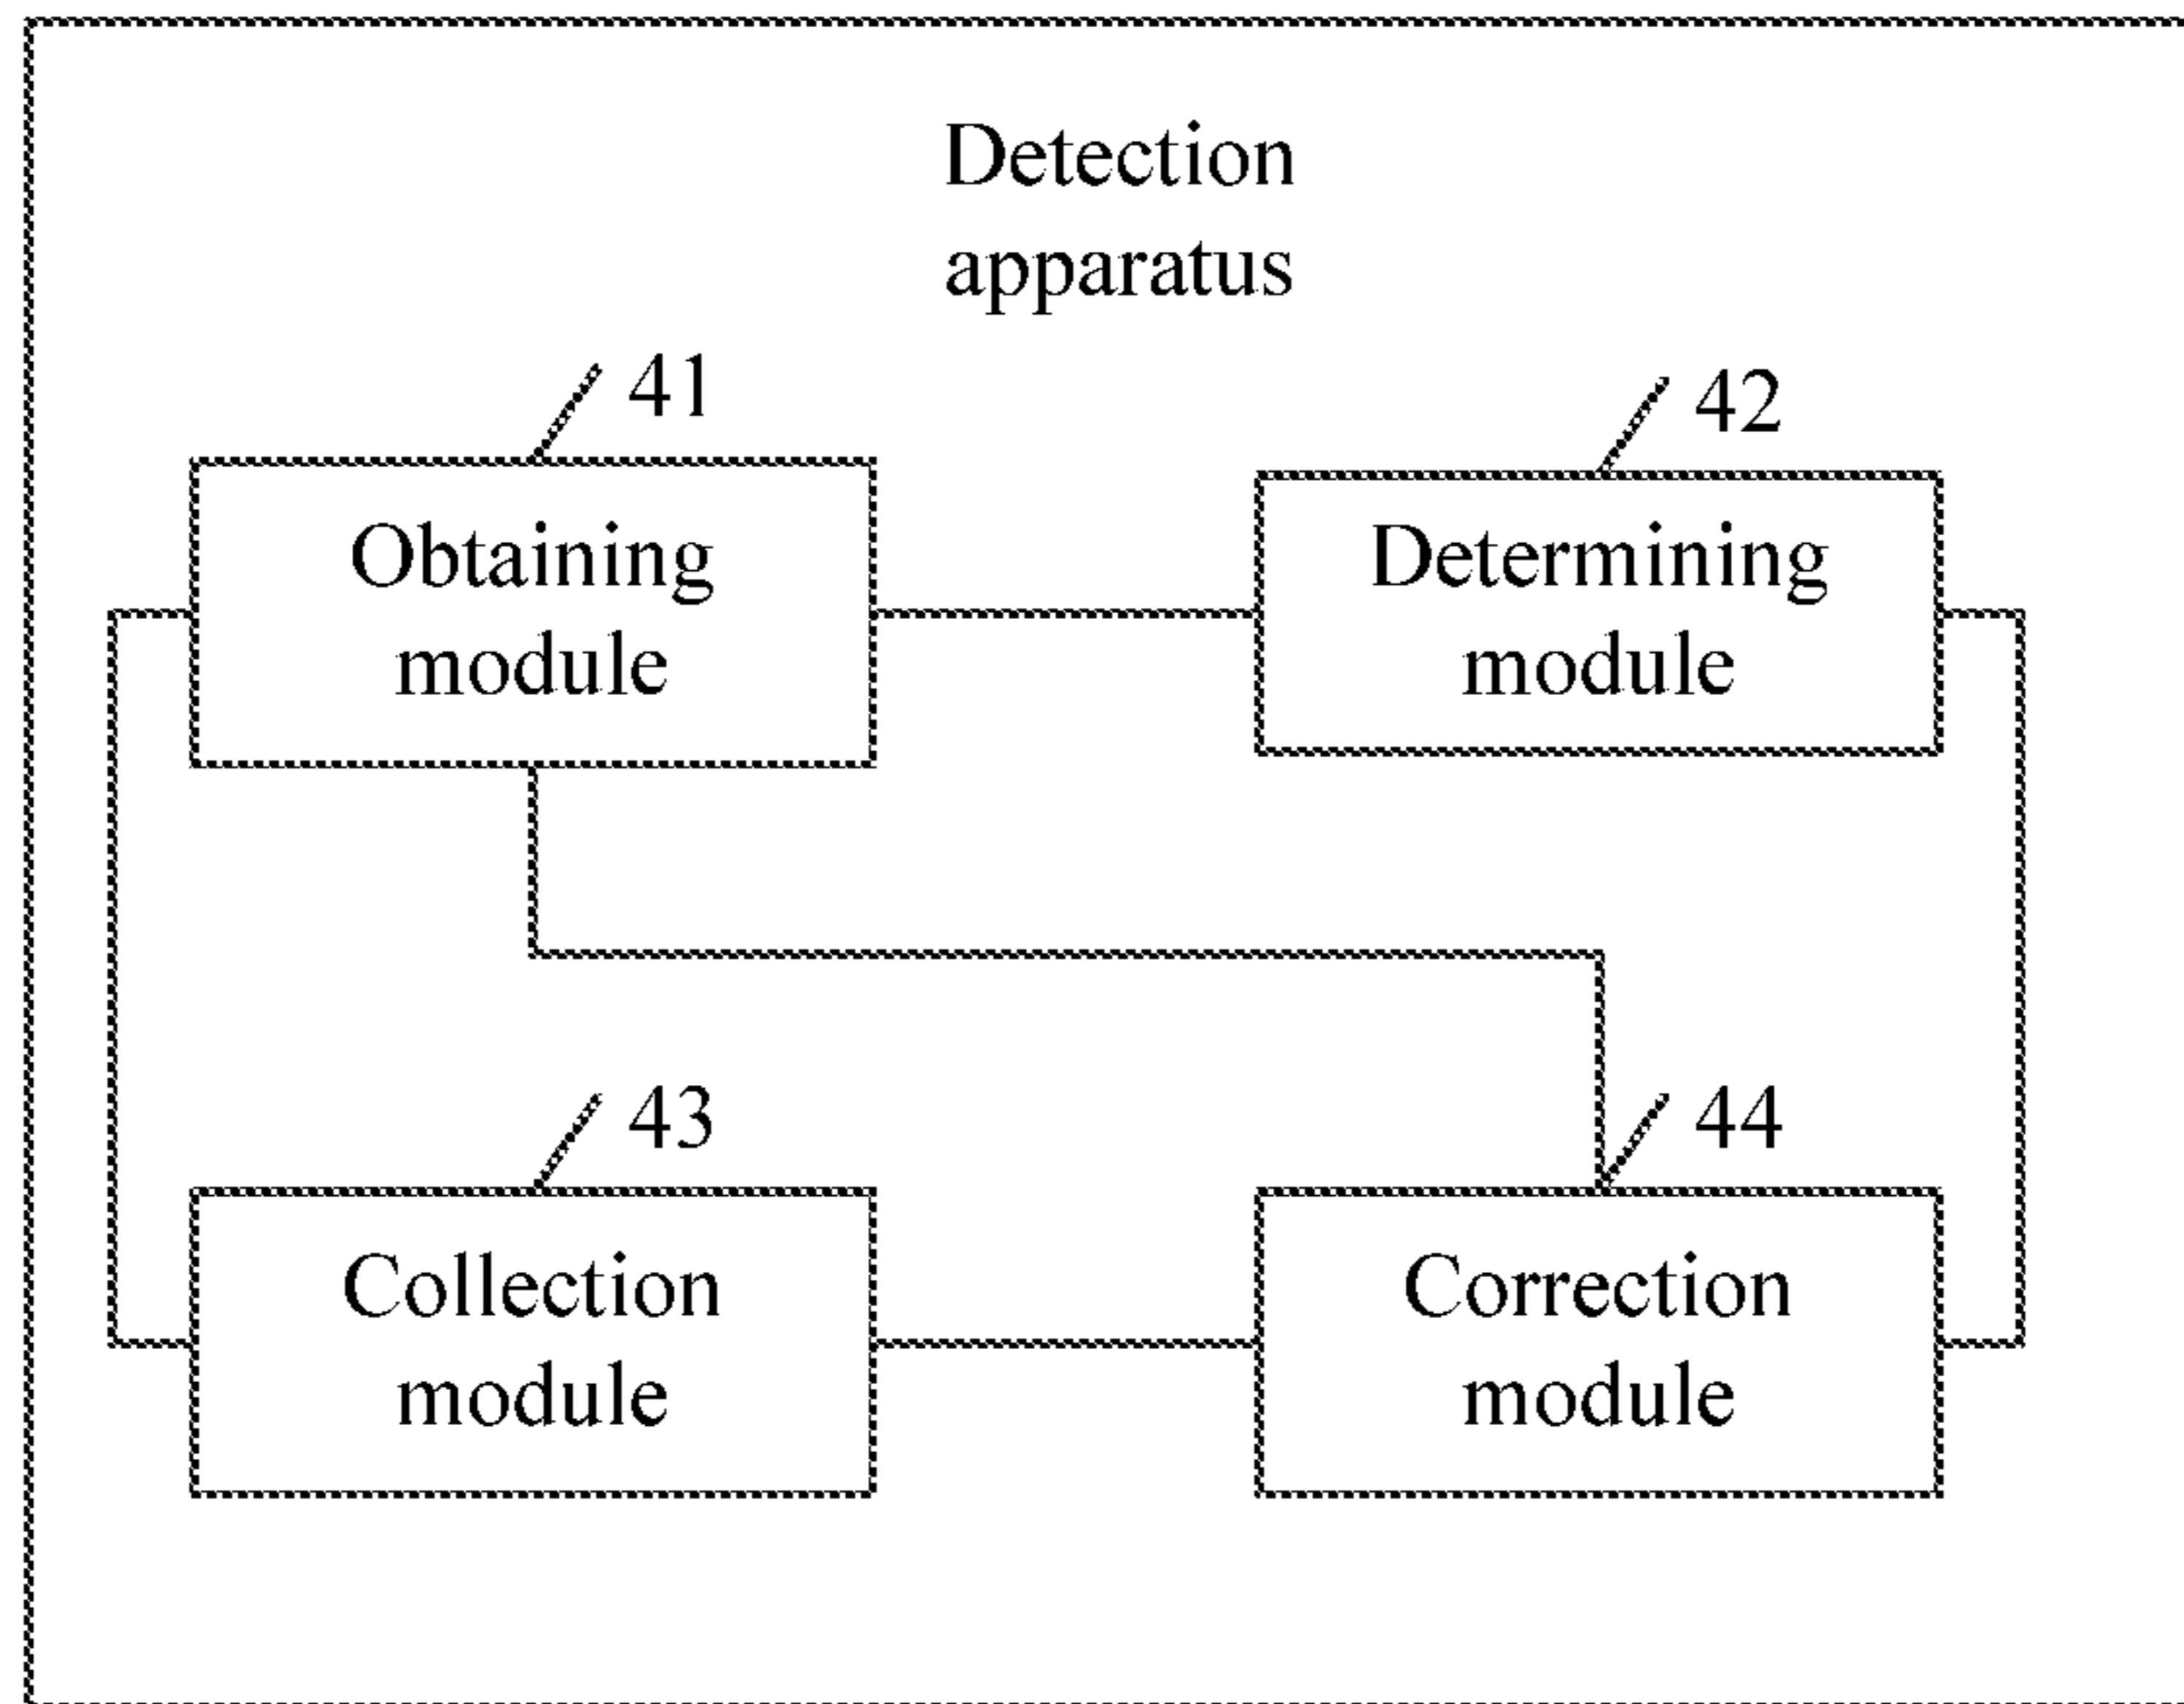 Detection
apparatus
41
42
Obtaining
module
Determining
module
43
44
Collection
module
Correction
module